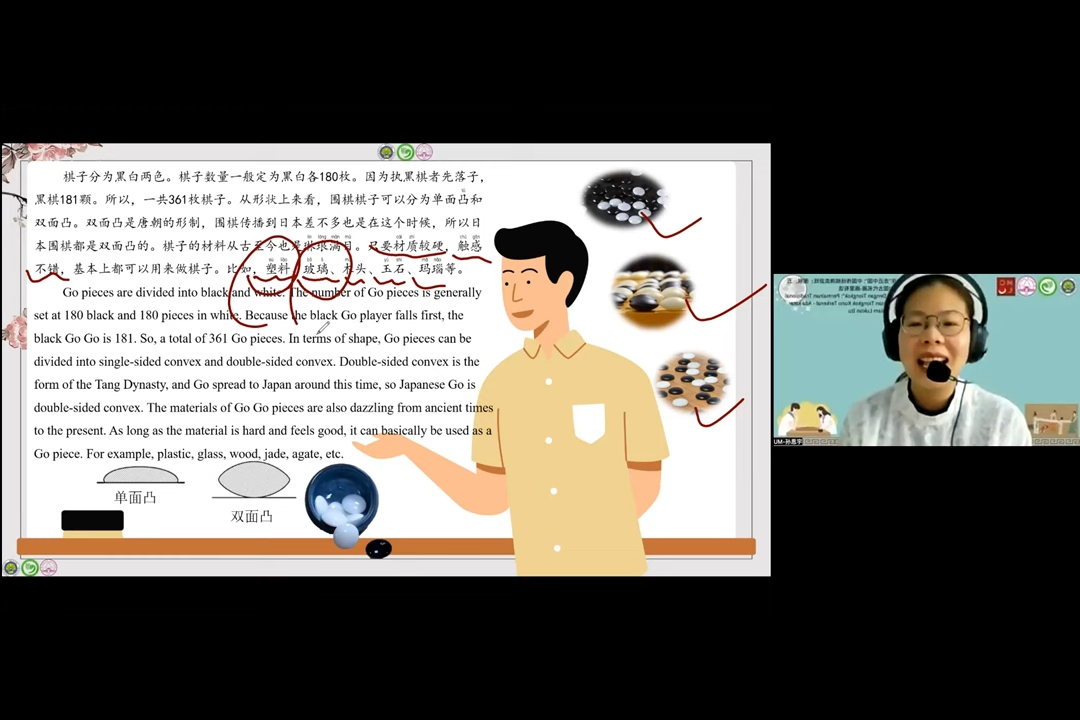 棋子分为黑白两色。棋子数量一般定为黑白各180枚。因为执黑棋者先落子，
黑棋181颗。所以，一共361枚棋子。从形状上来看，围棋棋子可以分为单面凸和
双面凸。双面凸是唐朝的形制，围棋传播到日本差不多也是在这个时候，所以日
本围棋都是双面凸的。棋子的材料从古至今也是琳琅满目。只要材质较硬，触感
不错，基本上都可以用来做棋子。比如，塑料、玻璃、木头、玉石、玛瑙等。
Go pieces are divided into black and white. The number of Go pieces is generally
set at 180 black and 180 pieces in white. Because the black Go player falls first, the
black Go Go is 181. So, a total of 361 Go pieces. In terms of shape, Go pieces can be
divided into single-sided convex and double-sided convex. Double-sided convex is the
form of the Tang Dynasty, and Go spread to Japan around this time, so Japanese Go is
double-sided convex. The materials of Go Go pieces are also dazzling from ancient times
to the present. As long as the material is hard and feels good, it can basically be used as a
Go piece. For example, plastic, glass, wood, jade, agate, etc.
单面凸
双面凸